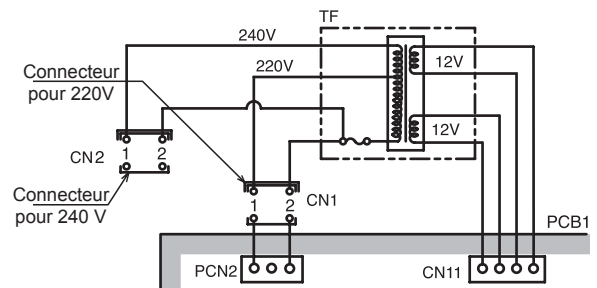 TF
240V
220V
12V
12V
Connecteur
pour 220V
1 2
CN2
Connecteur
pour 240 V
1 2
CN1
PCB1
PCN2
CN11